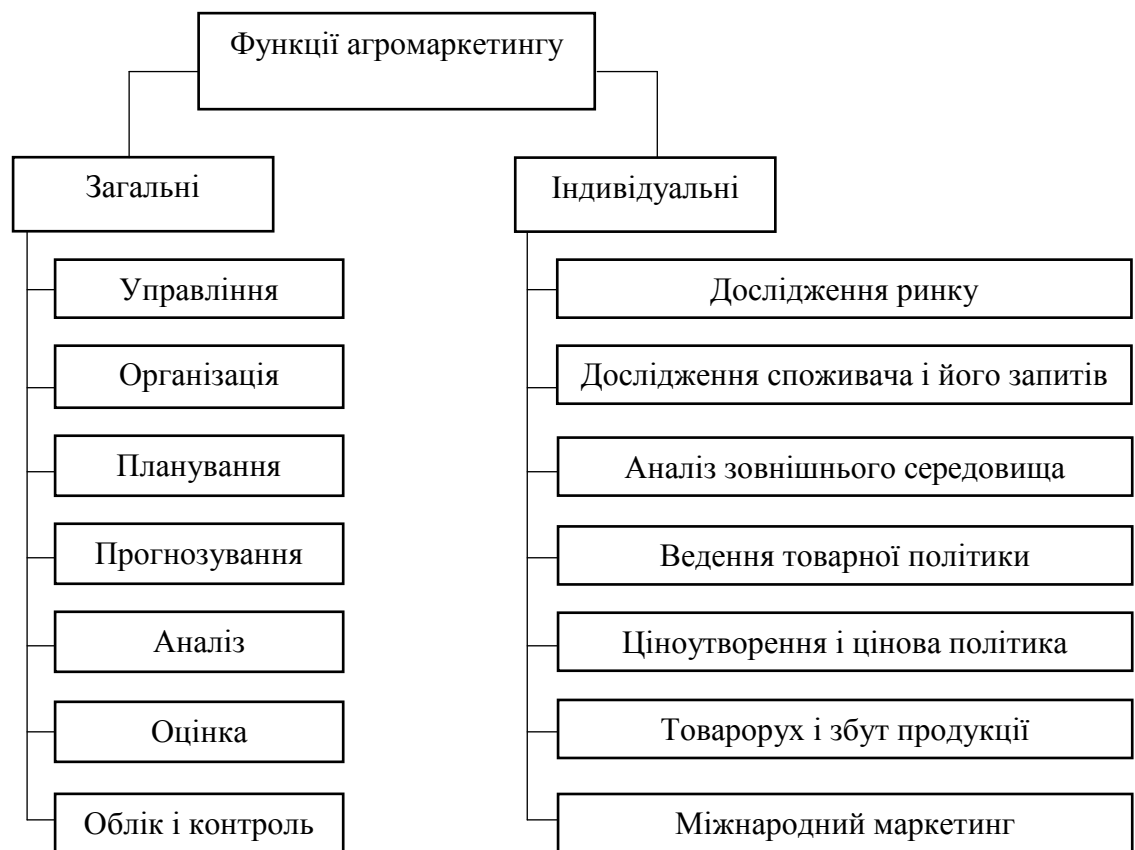 Функції агромаркетингу
Загальні
Управління
Організація
Планування
Прогнозування
Аналіз
Оцінка
Облік і контроль
Індивідуальні
Дослідження ринку
Дослідження споживача і його запитів
Аналіз зовнішнього середовища
Ведення товарної політики
Ціноутворення і цінова політика
Товарорух і збут продукції
Міжнародний маркетинг